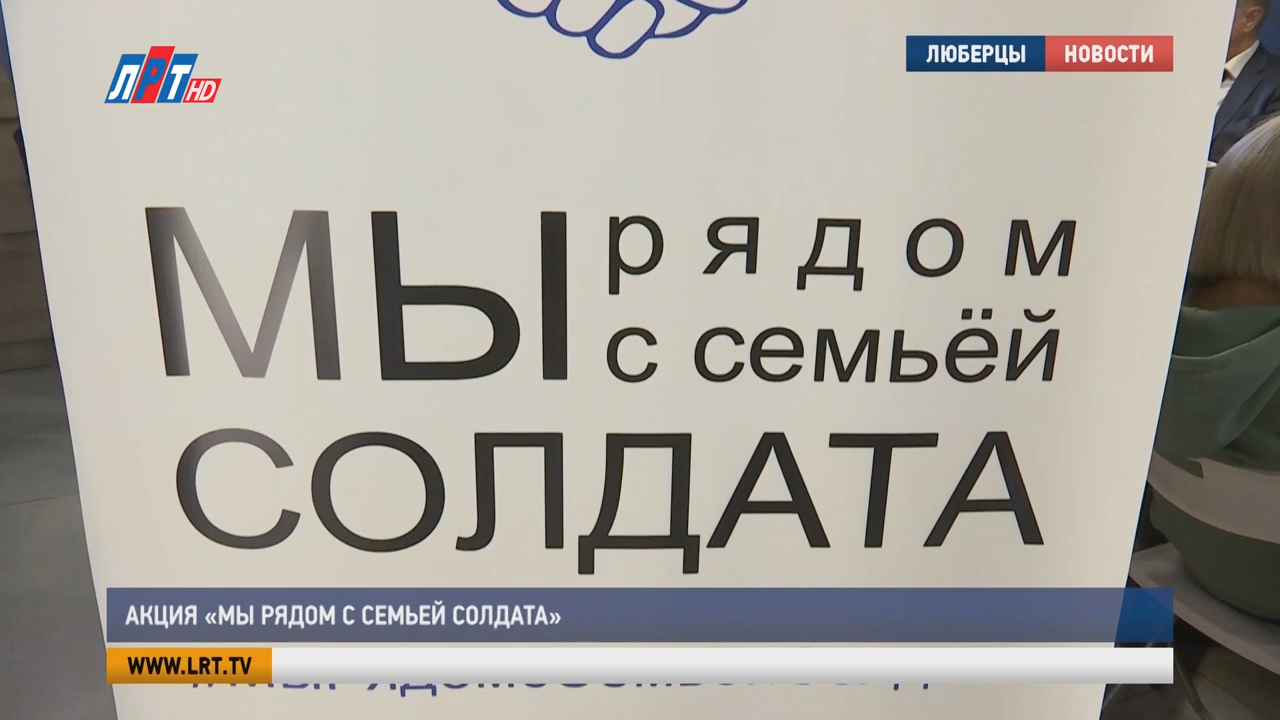 ЛРТ HD
ЛЮБЕРЦЫ НОВОСТИ
МЫ рядом
с семьёй
СОЛДАТА
АКЦИЯ «МЫ РЯДОМ С СЕМЬЕЙ СОЛДАТА»
WWW.LRT.TV